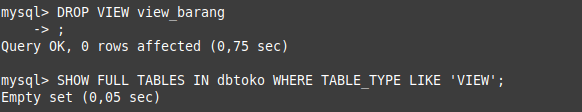 mysql> DROP VIEW view_barang
    -> ;
Query OK, 0 rows affected (0,75 sec)
mysql> SHOW FULL TABLES IN dbtoko WHERE TABLE_TYPE LIKE 'VIEW';
Empty set (0,05 sec)